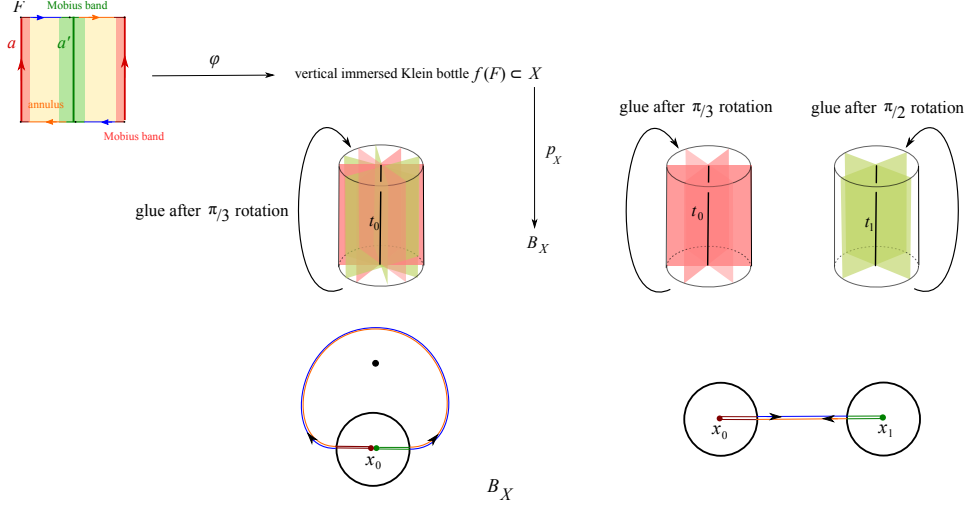 F
Mobius band
a
a'
annulus
Mobius band
φ
vertical immersed Klein bottle f(F) ⊂ X
p_X
B_X
glue after π/3 rotation
t_0
glue after π/3 rotation
t_0
glue after π/2 rotation
t_1
x_0
x_0
x_1
B_X